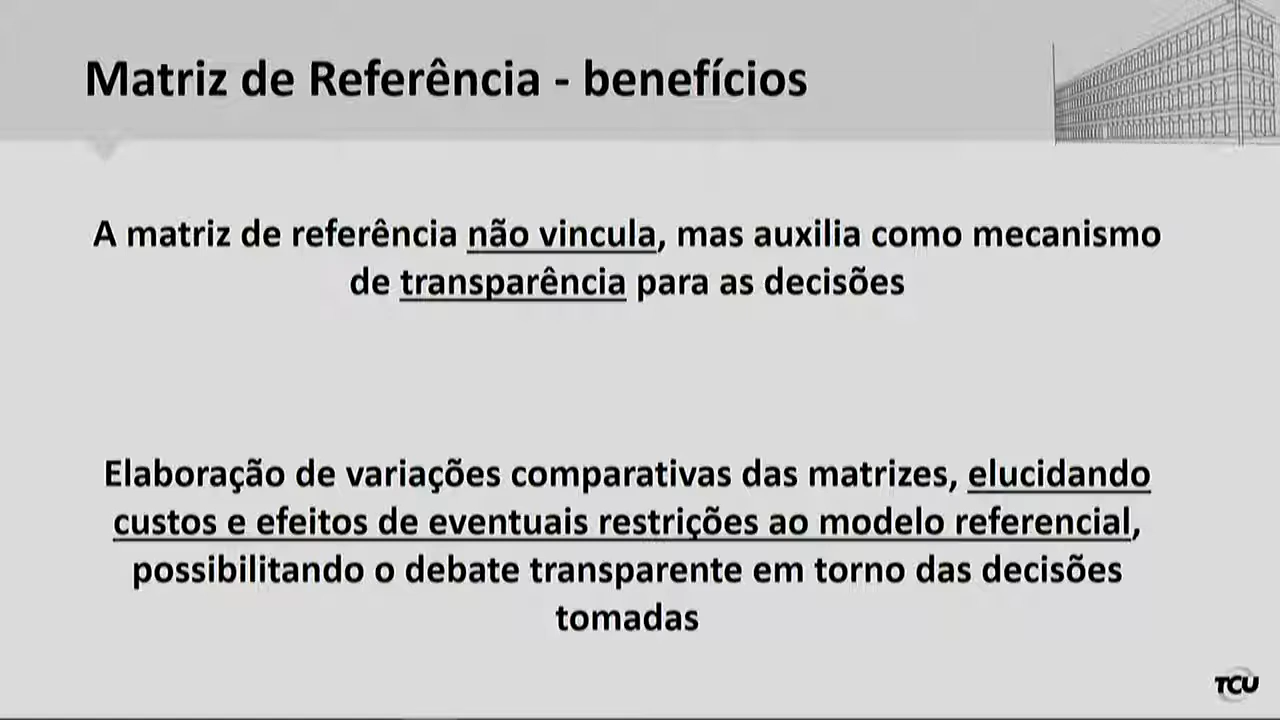 Matriz de Referência - benefícios
A matriz de referência não vincula, mas auxilia como mecanismo
de transparência para as decisões
Elaboração de variações comparativas das matrizes, elucidando
custos e efeitos de eventuais restrições ao modelo referencial,
possibilitando o debate transparente em torno das decisões
tomadas
TCU